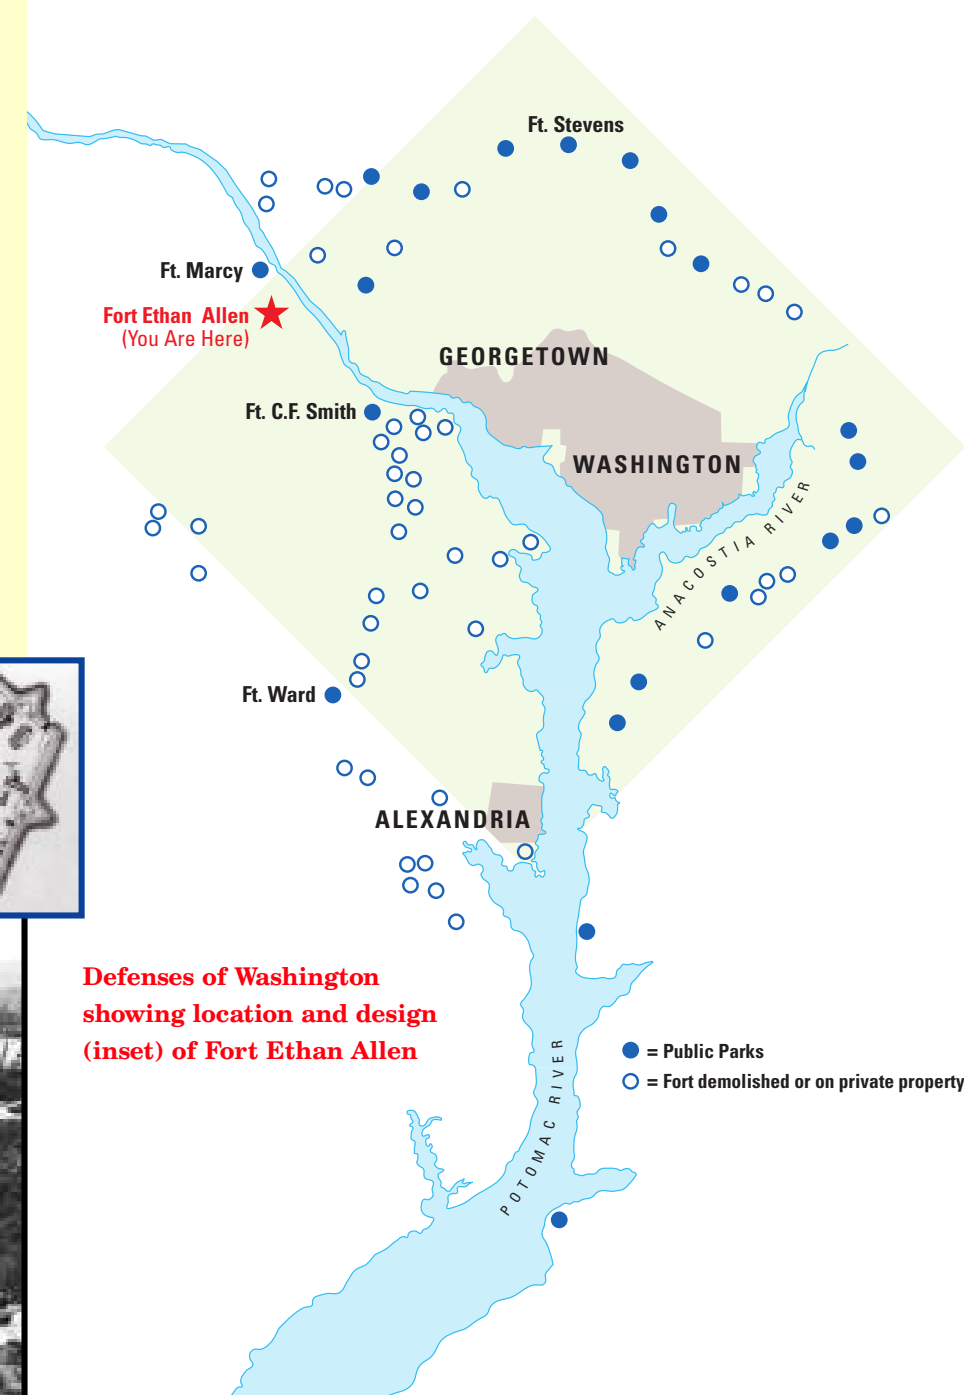 Ft. Stevens
Ft. Marcy
Fort Ethan Allen
(You Are Here)
GEORGETOWN
Ft. C.F. Smith
WASHINGTON
ANACOSTIA RIVER
Ft. Ward
ALEXANDRIA
Defenses of Washington
showing location and design
(inset) of Fort Ethan Allen
= Public Parks
= Fort demolished or on private property
POTOMAC RIVER